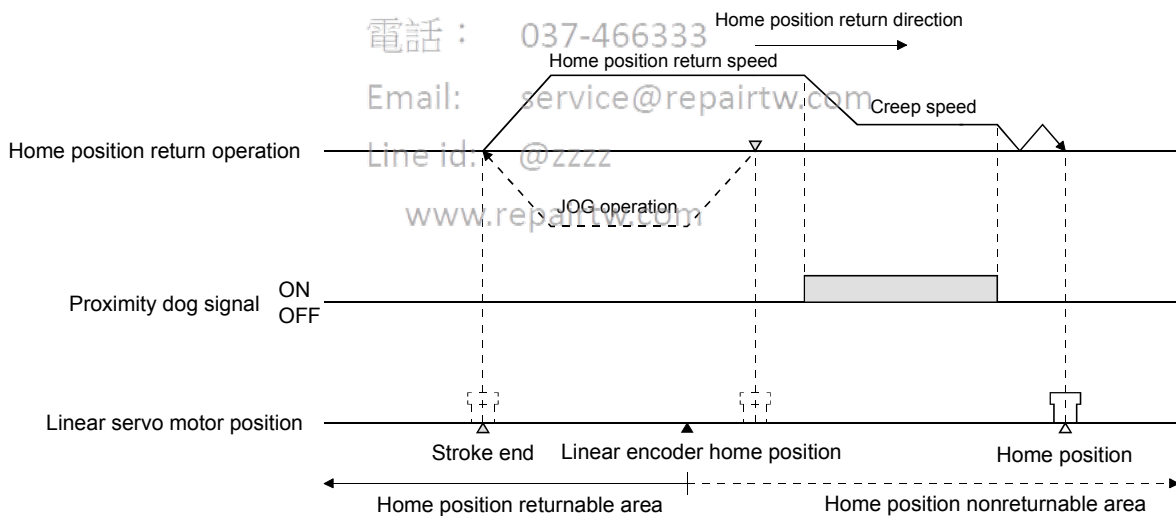 電話： 037-466333
Home position return direction
Home position return speed
Email: service@repairtw.com
Creep speed
Home position return operation
Line id: @zzzz
JOG operation
www.repairtw.com
Proximity dog signal
ON
OFF
Linear servo motor position
Stroke end
Linear encoder home position
Home position
Home position returnable area
Home position nonreturnable area